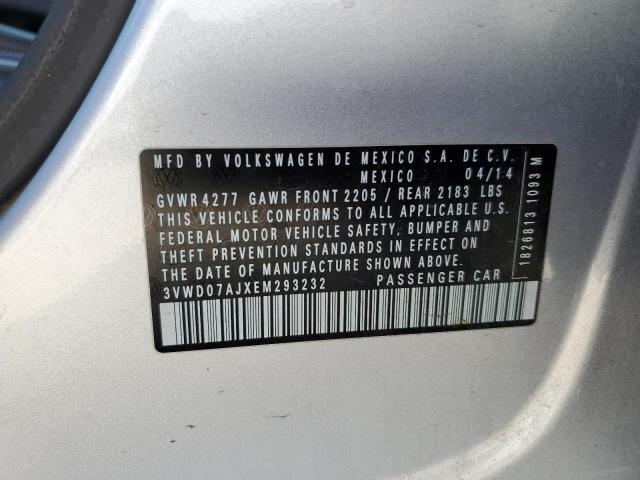 MFD BY VOLKSWAGEN DE MEXICO S.A. DE C.V.
MEXICO 04/14
GVWR 4277 GAWR FRONT 2205 / REAR 2183 LBS
THIS VEHICLE CONFORMS TO ALL APPLICABLE U.S.
FEDERAL MOTOR VEHICLE SAFETY, BUMPER AND
THEFT PREVENTION STANDARDS IN EFFECT ON
THE DATE OF MANUFACTURE SHOWN ABOVE.
3VWD07AJXEM293232 PASSENGER CAR
1826813 1093 M